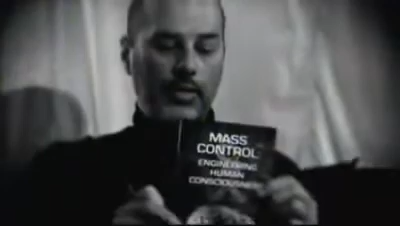 MASS
CONTROL
ENGINEERING
HUMAN
CONSCIOUSNESS